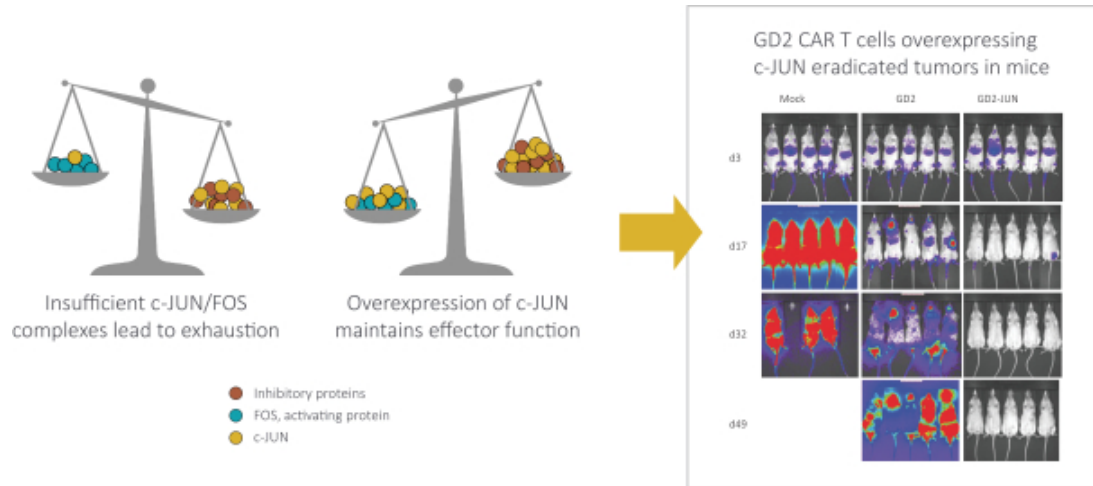 Insufficient c-JUN/FOS
complexes lead to exhaustion
Overexpression of c-JUN
maintains effector function
Inhibitory proteins
FOS, activating protein
c-JUN
GD2 CAR T cells overexpressing
c-JUN eradicated tumors in mice
Mock GD2 GD2-JUN
d3
d17
d32
d49